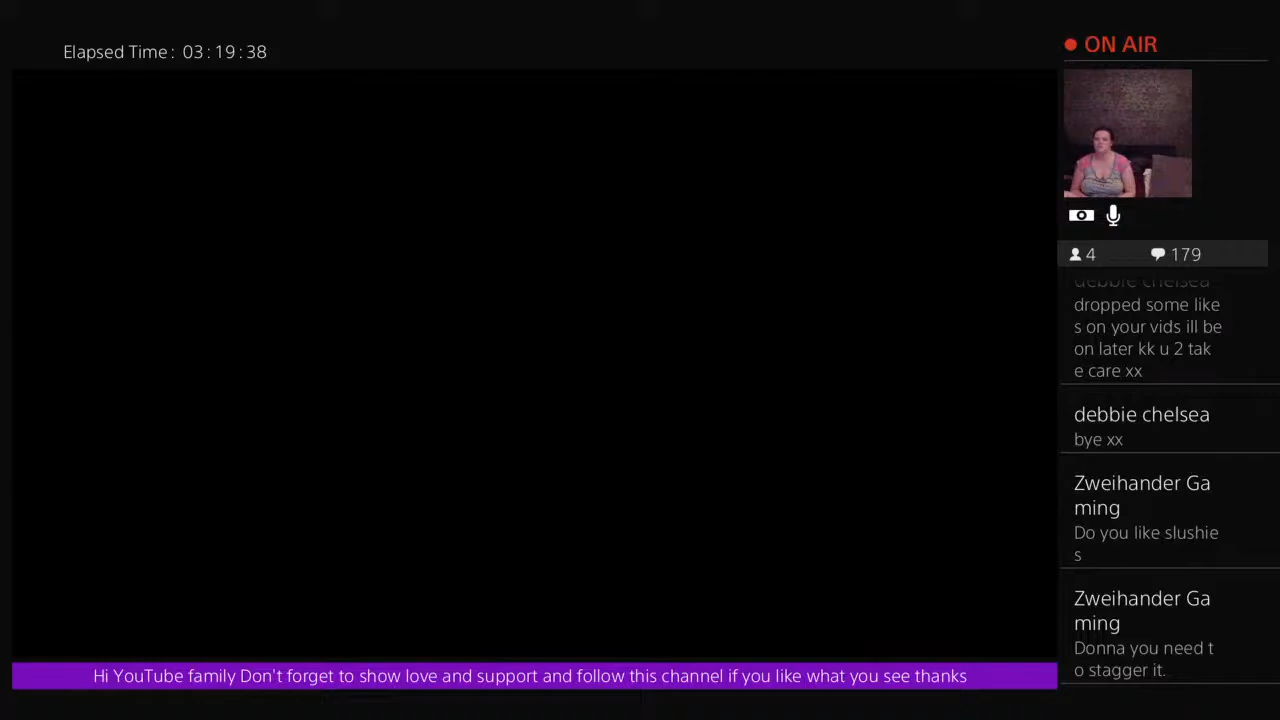 Elapsed Time: 03:19:38
ON AIR
4 179
debbie chelsea
dropped some like
s on your vids ill be
on later kk u 2 tak
e care xx
debbie chelsea
bye xx
Zweihander Ga
ming
Do you like slushie
s
Zweihander Ga
ming
Donna you need t
o stagger it.
Hi YouTube family Don't forget to show love and support and follow this channel if you like what you see thanks